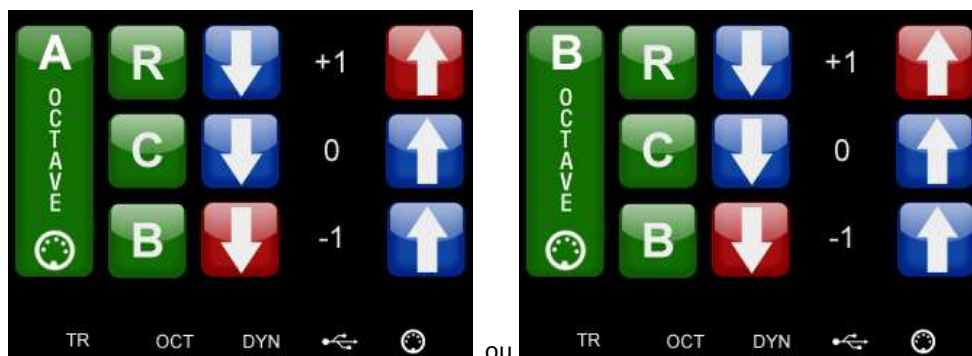 A
OCTAVE
R +1
C 0
B -1
TR OCT DYN
ou
B
OCTAVE
R +1
C 0
B -1
TR OCT DYN